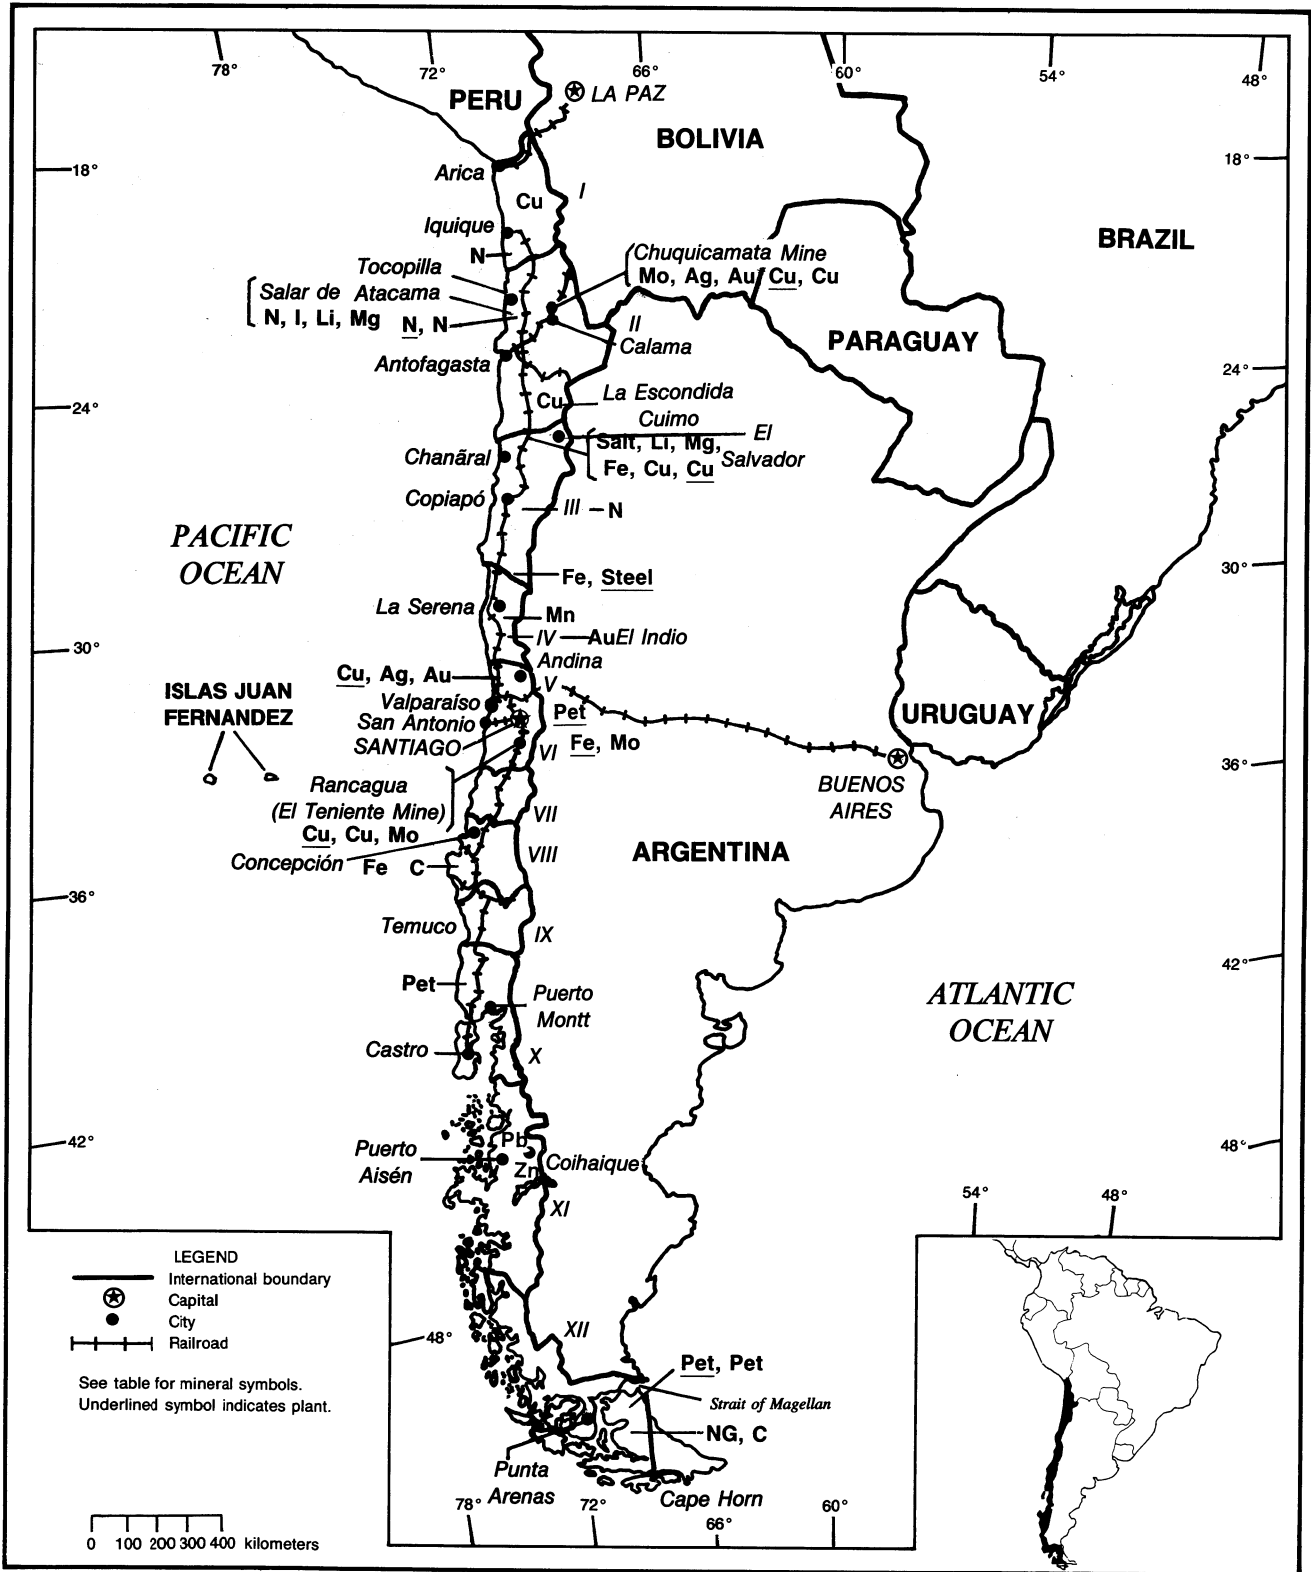 78°
72°
66°
60°
54°
48°
PERU
LA PAZ
BOLIVIA
18°
Arica
18°
Cu
I
Iquique
BRAZIL
N
Chuquicamata Mine
Mo, Ag, Au, Cu, Cu
Tocopilla
Salar de Atacama
N, I, Li, Mg
N, N
II
Calama
PARAGUAY
Antofagasta
24°
24°
Cu
La Escondida
Cuimo
El
Salvador
Salt, Li, Mg,
Fe, Cu, Cu
Chanãral
Copiapó
III
N
PACIFIC
OCEAN
30°
Fe, Steel
La Serena
Mn
IV
Au El Indio
30°
Andina
Cu, Ag, Au
V
ISLAS JUAN
FERNANDEZ
Valparaíso
San Antonio
SANTIAGO
Pet
URUGUAY
VI
Fe, Mo
36°
Rancagua
(El Teniente Mine)
Cu, Cu, Mo
BUENOS
AIRES
VII
VIII
ARGENTINA
Concepción
Fe
C
36°
Temuco
IX
42°
Pet
Puerto
Montt
ATLANTIC
OCEAN
Castro
X
42°
Pb
Zn
Puerto
Aisén
Coihaique
48°
XI
54°
48°
LEGEND
International boundary
Capital
City
Railroad
See table for mineral symbols.
Underlined symbol indicates plant.
48°
XII
Pet, Pet
Strait of Magellan
NG, C
Punta
Arenas
Cape Horn
78°
72°
66°
60°
0 100 200 300 400 kilometers